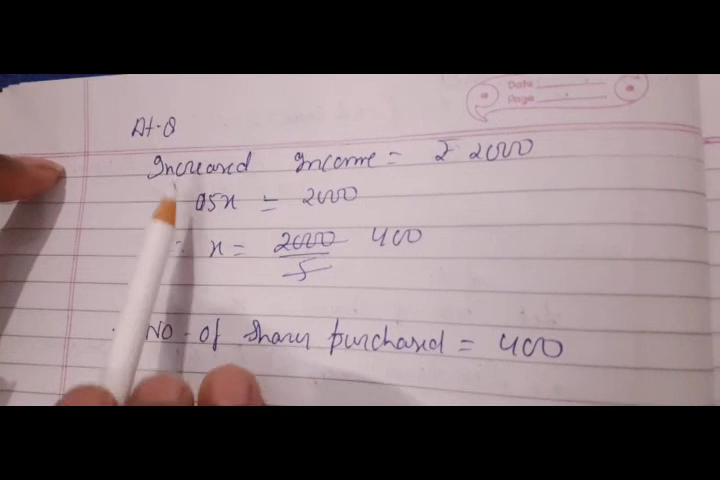 Date
Page
At-Q
Increased Income = ₹ 2000
05x = 2000
∴ x = 2000/5 400
NO - of Shares purchased = 400